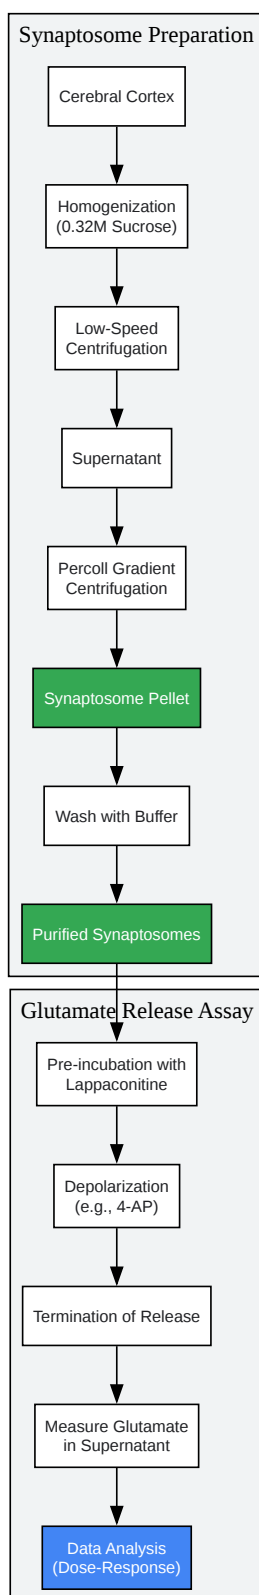 Synaptosome Preparation
Cerebral Cortex
Homogenization
(0.32M Sucrose)
Low-Speed
Centrifugation
Supernatant
Percoll Gradient
Centrifugation
Synaptosome Pellet
Wash with Buffer
Purified Synaptosomes
Glutamate Release Assay
Pre-incubation with
Lappaconitine
Depolarization
(e.g., 4-AP)
Termination of Release
Measure Glutamate
in Supernatant
Data Analysis
(Dose-Response)